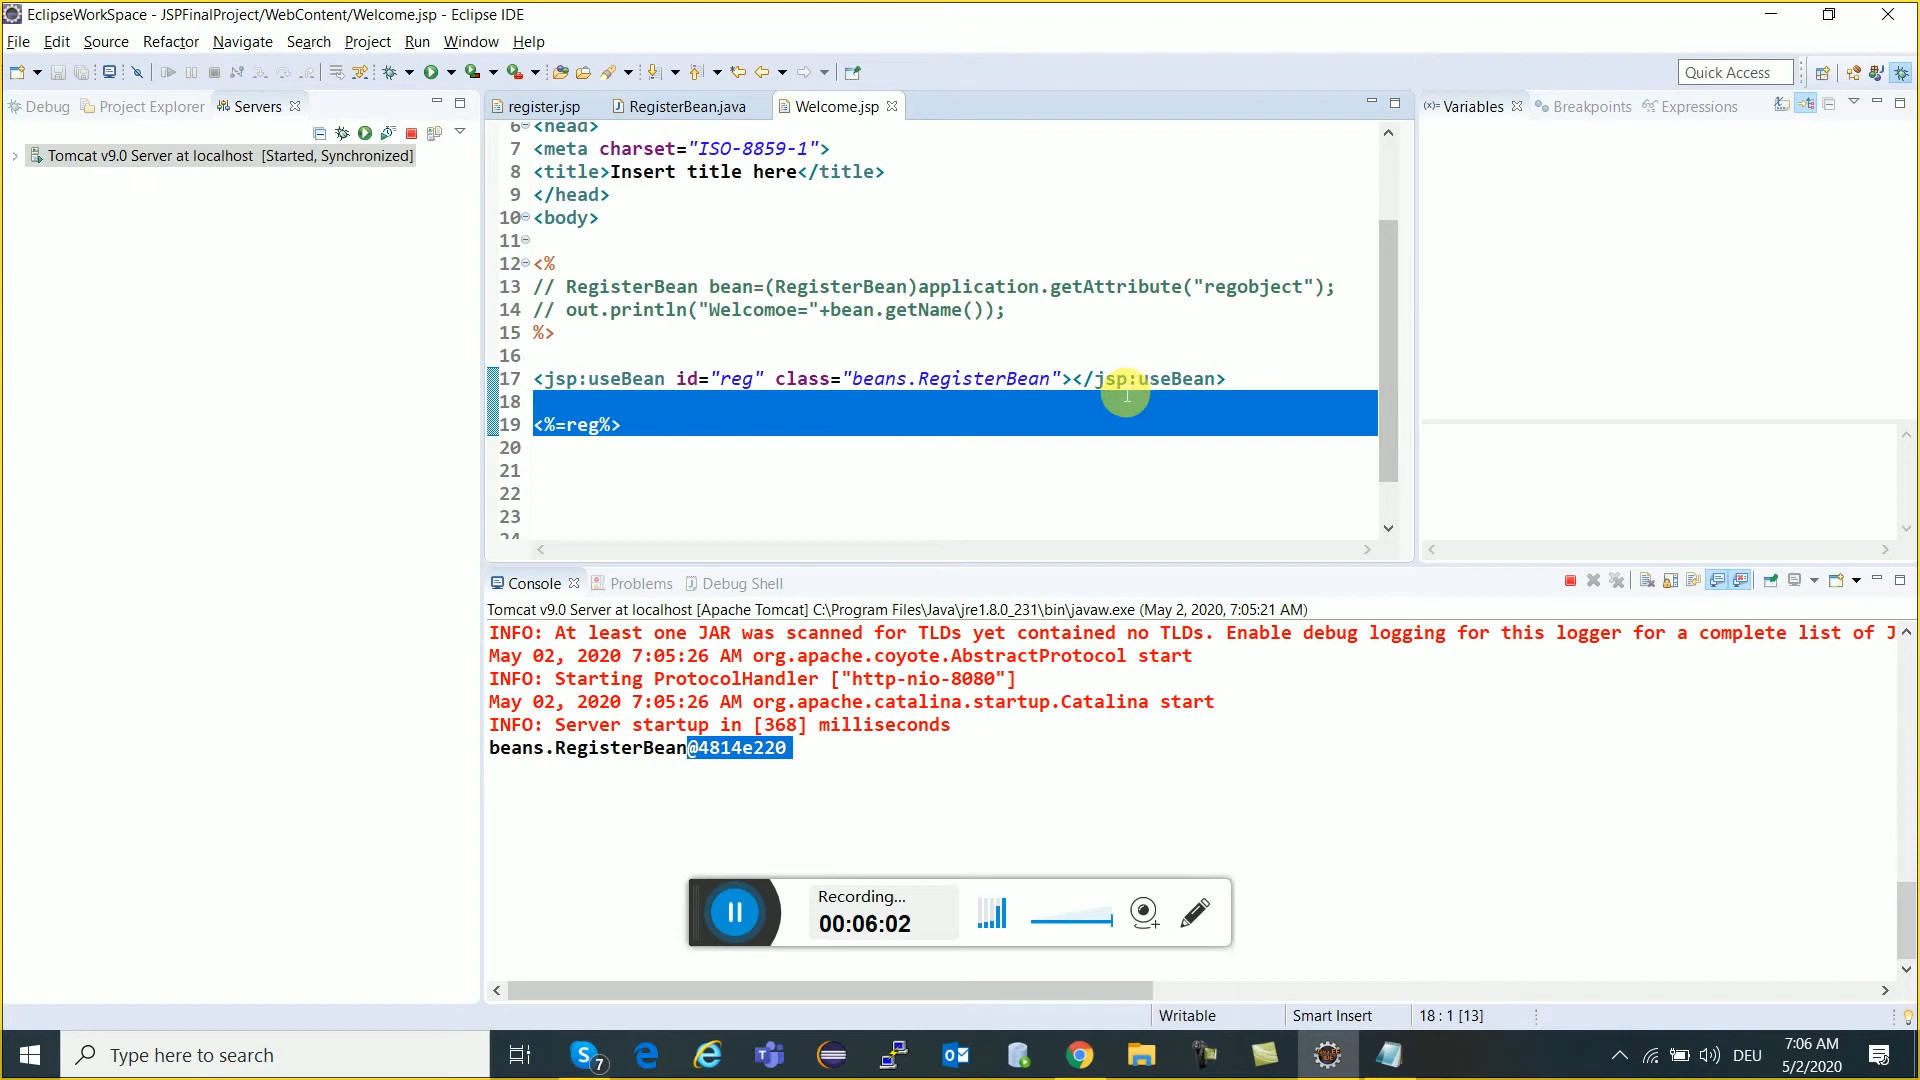 EclipseWorkSpace - JSPFinalProject/WebContent/Welcome.jsp - Eclipse IDE
File Edit Source Refactor Navigate Search Project Run Window Help
Quick Access
Debug Project Explorer Servers
Tomcat v9.0 Server at localhost [Started, Synchronized]
register.jsp RegisterBean.java Welcome.jsp
6 <head>
7 <meta charset="ISO-8859-1">
8 <title>Insert title here</title>
9 </head>
10 <body>
11
12 <%
13 // RegisterBean bean=(RegisterBean)application.getAttribute("regobject");
14 // out.println("Welcomoe="+bean.getName());
15 %>
16
17 <jsp:useBean id="reg" class="beans.RegisterBean"></jsp:useBean>
18
19 <%=reg%>
20
21
22
23
24
(x)= Variables Breakpoints Expressions
Console Problems Debug Shell
Tomcat v9.0 Server at localhost [Apache Tomcat] C:\Program Files\Java\jre1.8.0_231\bin\javaw.exe (May 2, 2020, 7:05:21 AM)
INFO: At least one JAR was scanned for TLDs yet contained no TLDs. Enable debug logging for this logger for a complete list of J
May 02, 2020 7:05:26 AM org.apache.coyote.AbstractProtocol start
INFO: Starting ProtocolHandler ["http-nio-8080"]
May 02, 2020 7:05:26 AM org.apache.catalina.startup.Catalina start
INFO: Server startup in [368] milliseconds
beans.RegisterBean@4814e220
Recording...
00:06:02
Writable Smart Insert 18 : 1 [13]
Type here to search
7
DEU
7:06 AM
5/2/2020